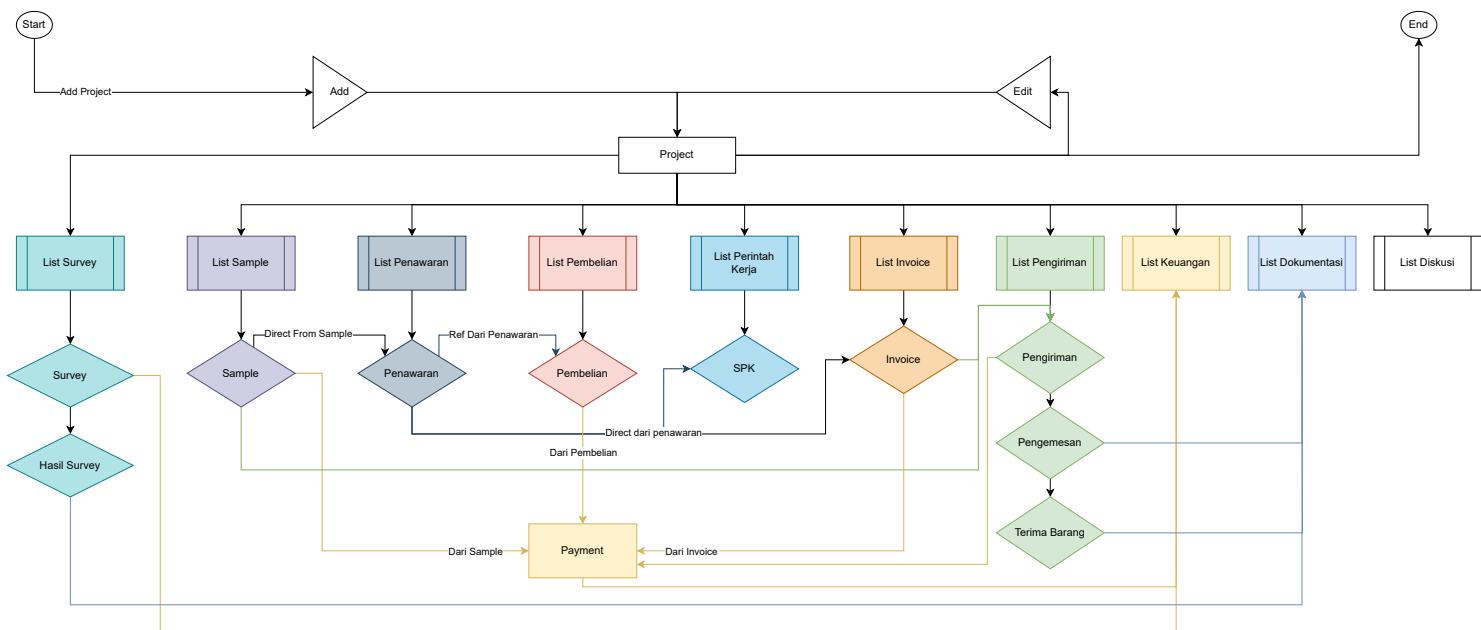 Start
End
Add Project
Add
Edit
Project
List Survey
List Sample
List Penawaran
List Pembelian
List Perintah
Kerja
List Invoice
List Pengiriman
List Keuangan
List Dokumentasi
List Diskusi
Direct From Sample
Ref Dari Penawaran
Survey
Sample
Penawaran
Pembelian
SPK
Invoice
Pengiriman
Direct dari penawaran
Dari Pembelian
Pengemesan
Hasil Survey
Terima Barang
Dari Sample
Payment
Dari Invoice